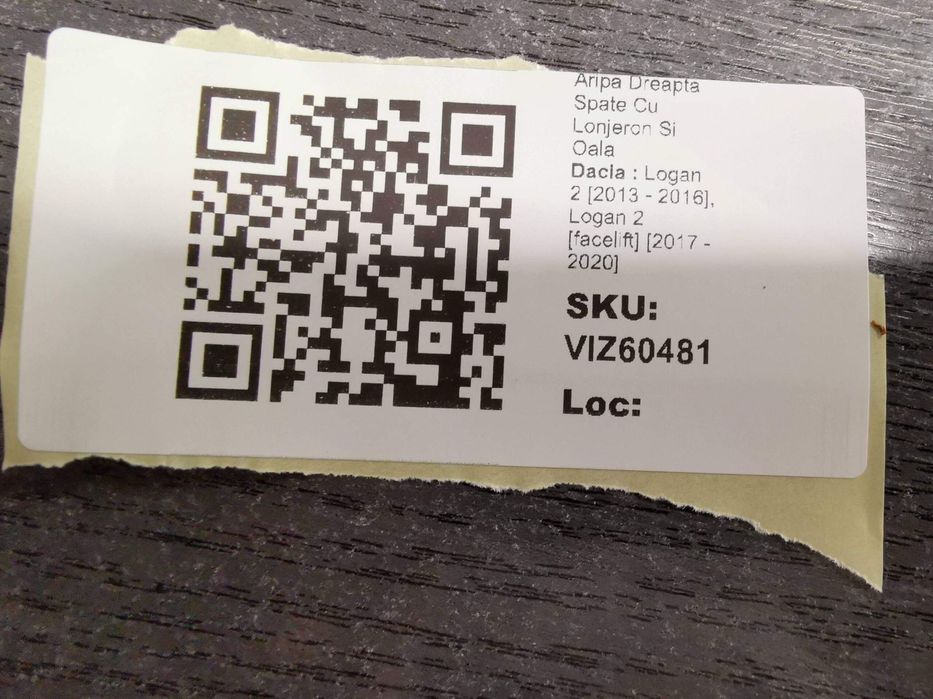 Aripa Dreapta
Spate Cu
Lonjeron Si
Oala
Dacia : Logan
2 [2013 - 2016],
Logan 2
[facelift] [2017 -
2020]
SKU:
VIZ60481
Loc: